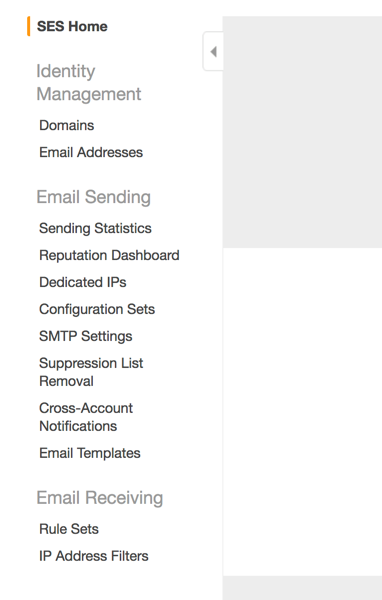 SES Home
Identity
Management
Domains
Email Addresses
Email Sending
Sending Statistics
Reputation Dashboard
Dedicated IPs
Configuration Sets
SMTP Settings
Suppression List
Removal
Cross-Account
Notifications
Email Templates
Email Receiving
Rule Sets
IP Address Filters